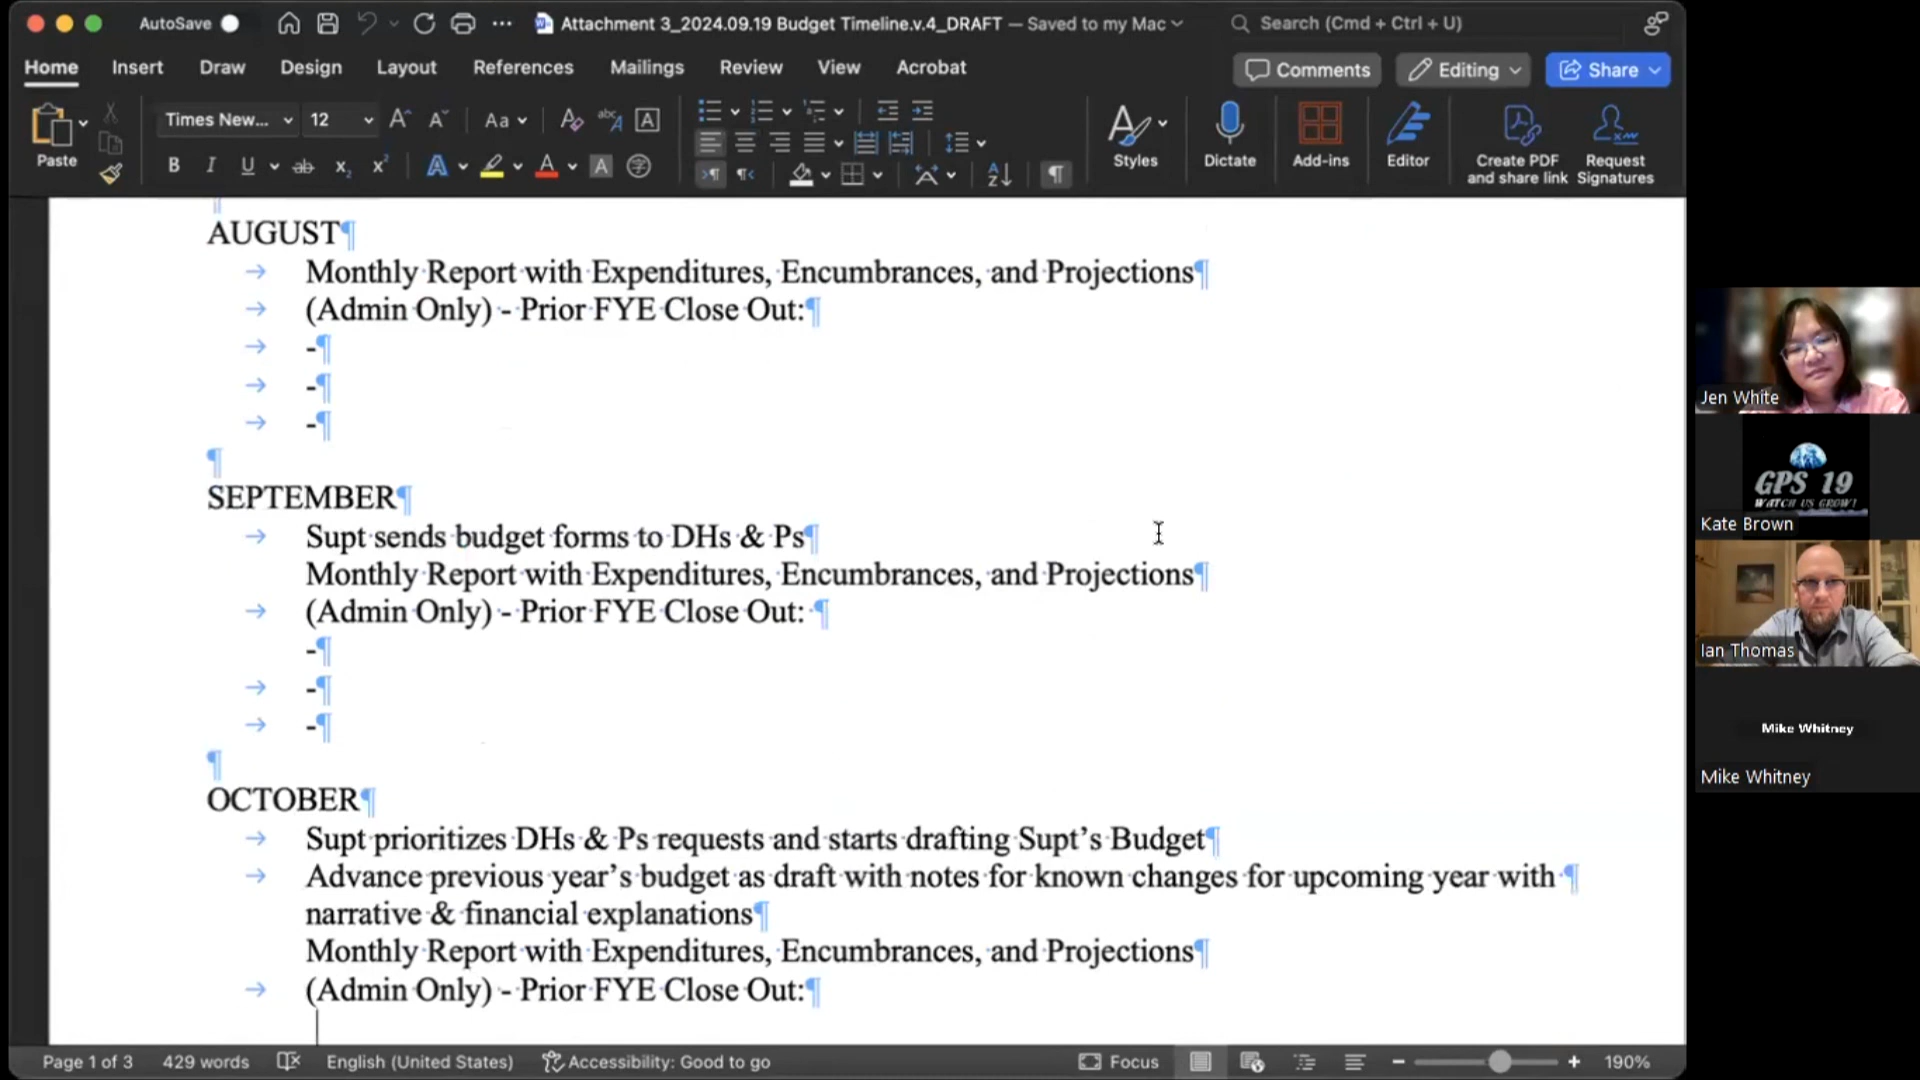 AutoSave
Attachment 3_2024.09.19 Budget Timeline.v.4_DRAFT — Saved to my Mac
Search (Cmd + Ctrl + U)
Home Insert Draw Design Layout References Mailings Review View Acrobat
Comments Editing Share
Paste
Times New... 12
Styles
Dictate
Add-ins
Editor
Create PDF and share link
Request Signatures
AUGUST¶
→ Monthly Report with Expenditures, Encumbrances, and Projections¶
→ (Admin Only) - Prior FYE Close Out:¶
→ -¶
→ -¶
→ -¶
¶
SEPTEMBER¶
→ Supt sends budget forms to DHs & Ps¶
Monthly Report with Expenditures, Encumbrances, and Projections¶
→ (Admin Only) - Prior FYE Close Out: ¶
-¶
→ -¶
→ -¶
¶
OCTOBER¶
→ Supt prioritizes DHs & Ps requests and starts drafting Supt’s Budget¶
→ Advance previous year’s budget as draft with notes for known changes for upcoming year with ¶
narrative & financial explanations¶
Monthly Report with Expenditures, Encumbrances, and Projections¶
→ (Admin Only) - Prior FYE Close Out:¶
Page 1 of 3 429 words English (United States) Accessibility: Good to go Focus 190%
Jen White
GPS 19
WATCH US GROW!
Kate Brown
Ian Thomas
Mike Whitney
Mike Whitney